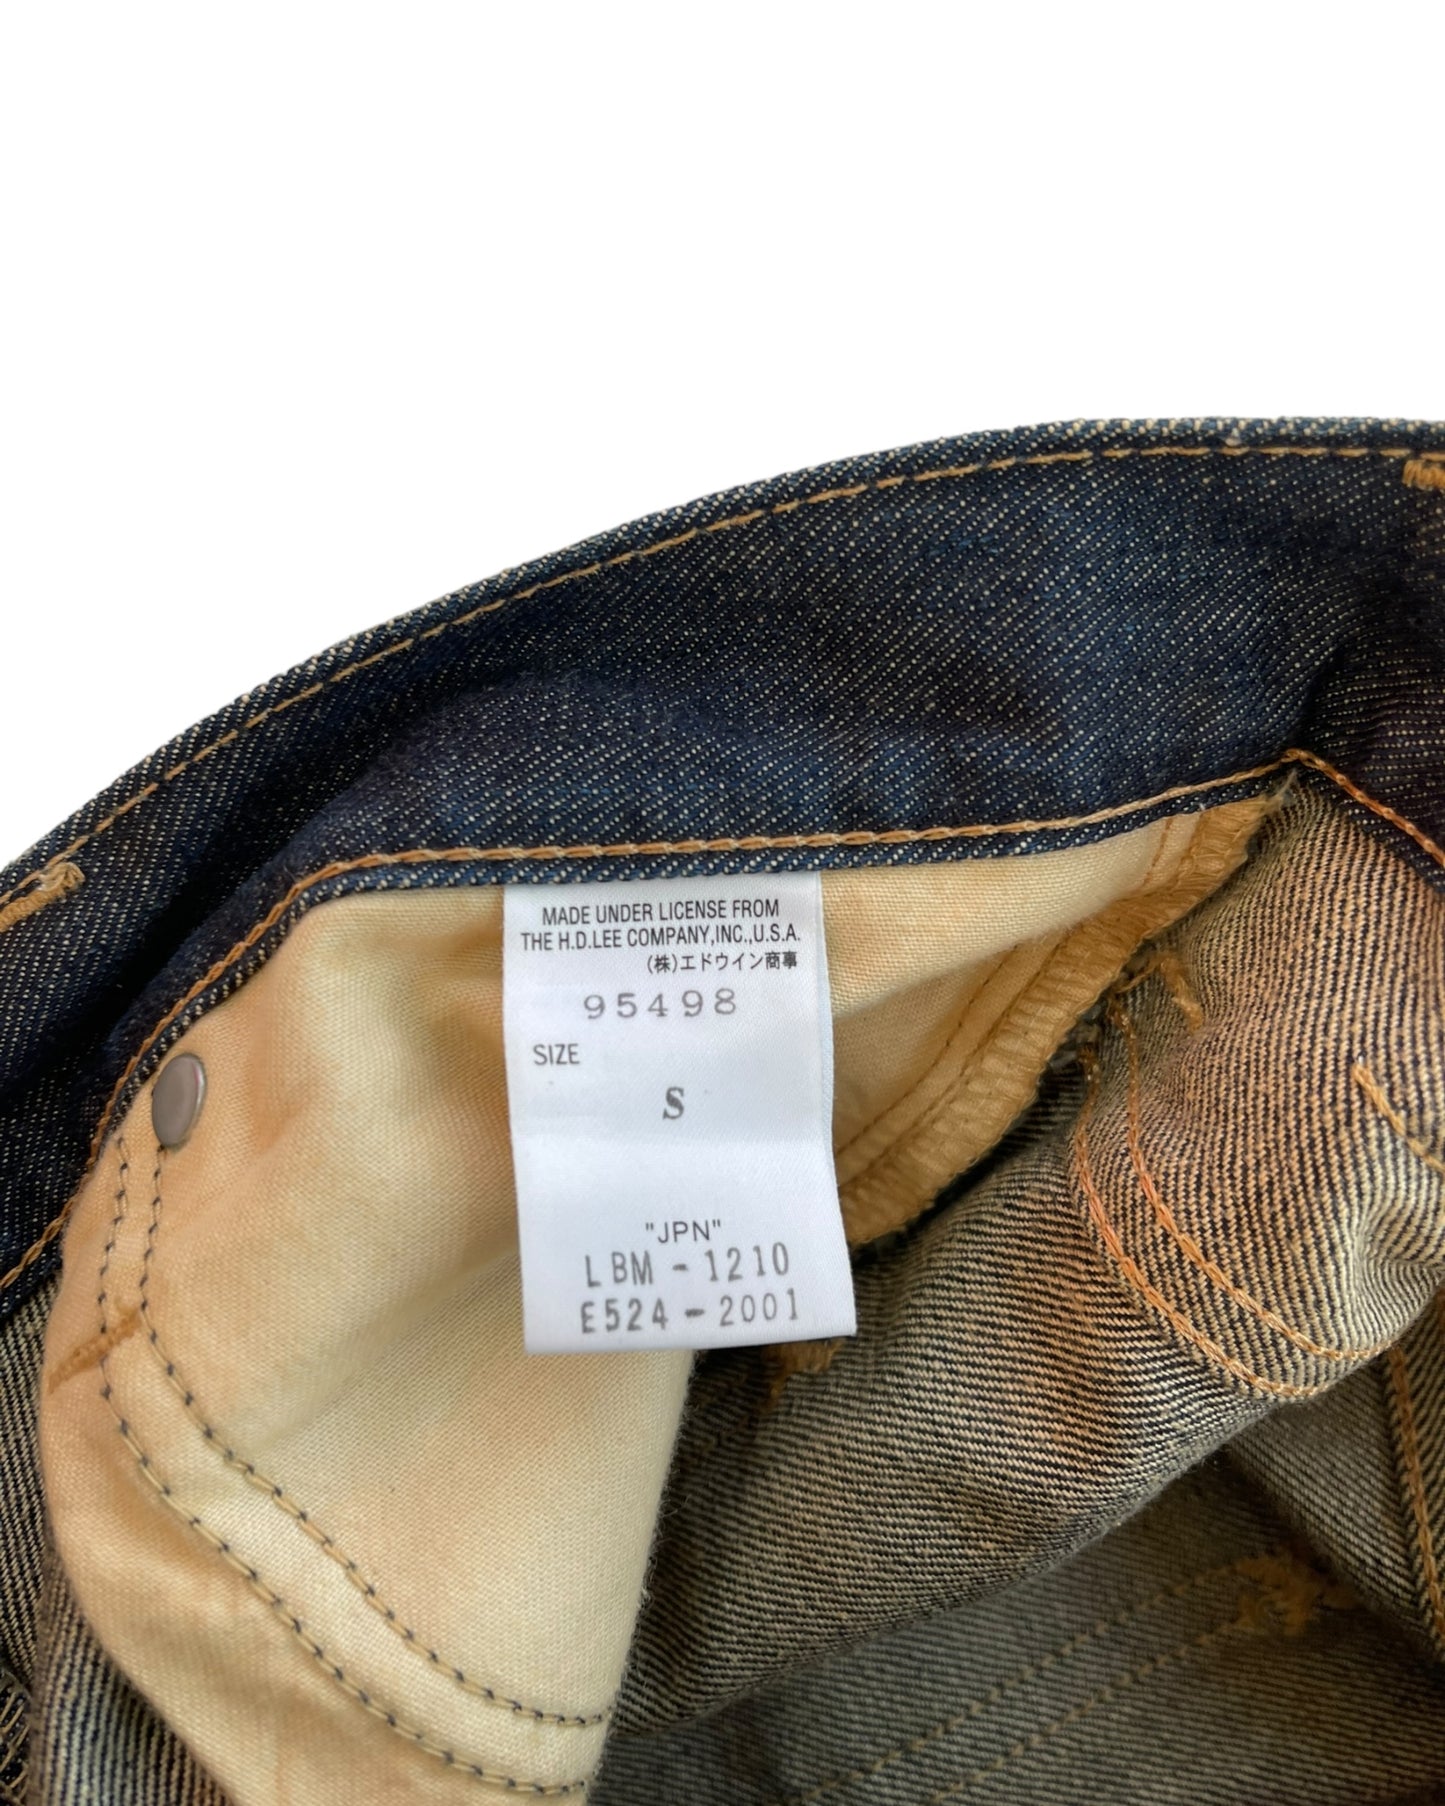 MADE UNDER LICENSE FROM
THE H.D.LEE COMPANY,INC.,U.S.A.
(株)エドウイン商事
95498
SIZE
S
"JPN"
LBM-1210
E524-2001